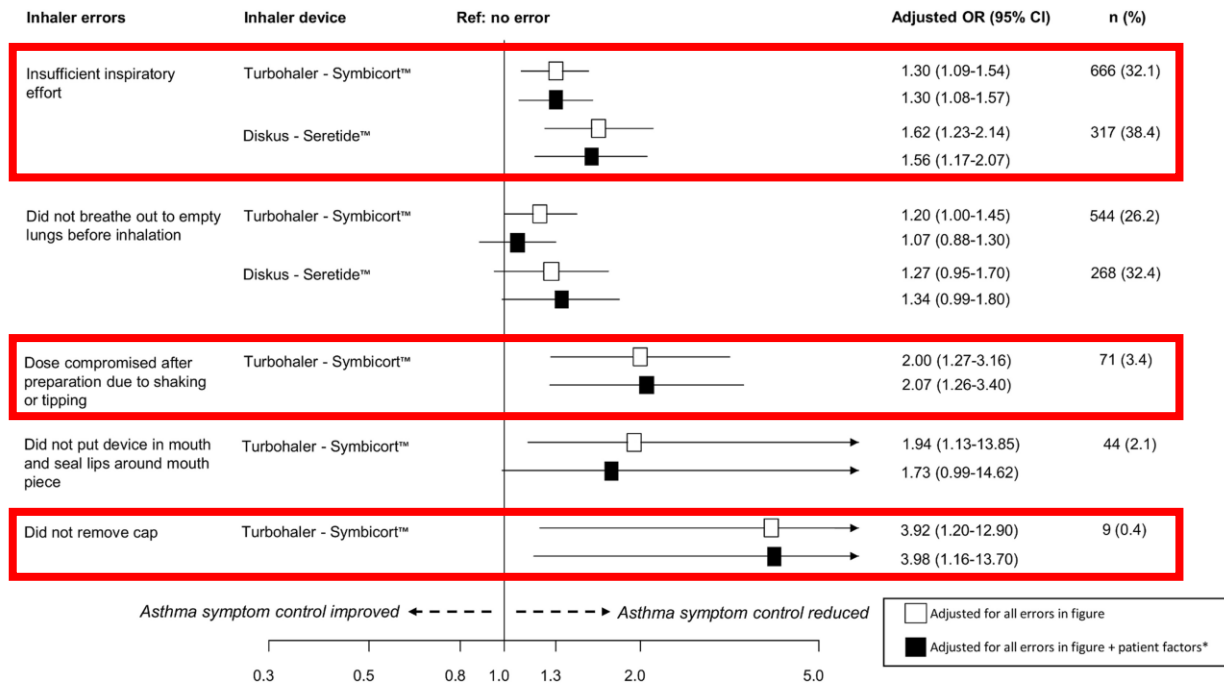 Inhaler errors Inhaler device Ref: no error Adjusted OR (95% CI) n (%)
Insufficient inspiratory effort Turbohaler - Symbicort™ 1.30 (1.09-1.54) 666 (32.1)
1.30 (1.08-1.57)
Diskus - Seretide™ 1.62 (1.23-2.14) 317 (38.4)
1.56 (1.17-2.07)
Did not breathe out to empty Turbohaler - Symbicort™ 1.20 (1.00-1.45) 544 (26.2)
lungs before inhalation
1.07 (0.88-1.30)
Diskus - Seretide™ 1.27 (0.95-1.70) 268 (32.4)
1.34 (0.99-1.80)
Dose compromised after Turbohaler - Symbicort™ 2.00 (1.27-3.16) 71 (3.4)
preparation due to shaking 2.07 (1.26-3.40)
or tipping
Did not put device in mouth Turbohaler - Symbicort™ 1.94 (1.13-13.85) 44 (2.1)
and seal lips around mouth 1.73 (0.99-14.62)
piece
Did not remove cap Turbohaler - Symbicort™ 3.92 (1.20-12.90) 9 (0.4)
3.98 (1.16-13.70)
Asthma symptom control improved Asthma symptom control reduced
Adjusted for all errors in figure
Adjusted for all errors in figure + patient factors*
0.3 0.5 0.8 1.0 1.3 2.0 5.0